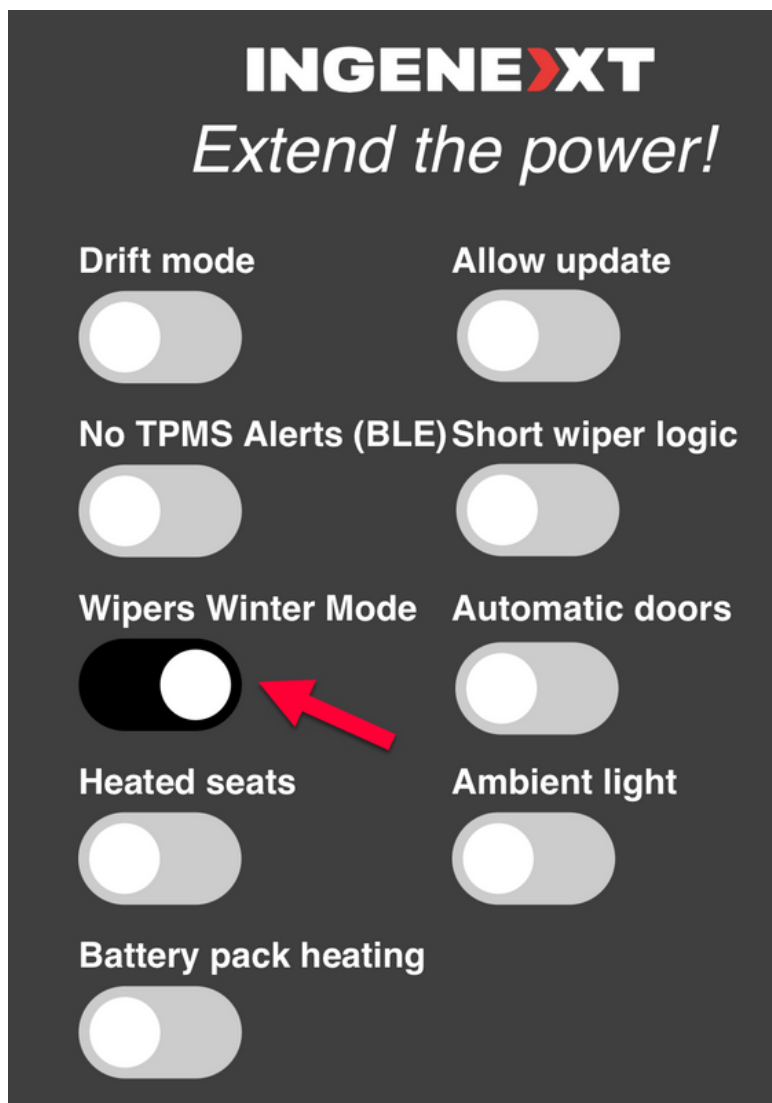 INGENEXT
Extend the power!
Drift mode
Allow update
No TPMS Alerts (BLE)
Short wiper logic
Wipers Winter Mode
Automatic doors
Heated seats
Ambient light
Battery pack heating